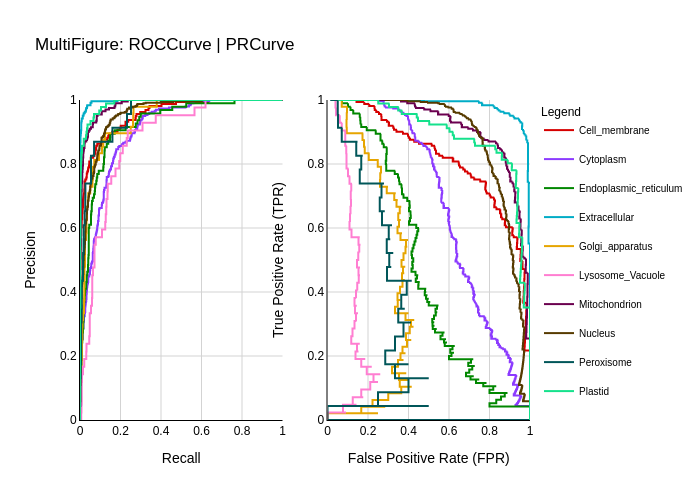 MultiFigure: ROCCurve | PRCurve
Precision
1
0.8
0.6
0.4
0.2
0
0 0.2 0.4 0.6 0.8 1
Recall
True Positive Rate (TPR)
1
0.8
0.6
0.4
0.2
0
0 0.2 0.4 0.6 0.8 1
False Positive Rate (FPR)
Legend
Cell_membrane
Cytoplasm
Endoplasmic_reticulum
Extracellular
Golgi_apparatus
Lysosome_Vacuole
Mitochondrion
Nucleus
Peroxisome
Plastid